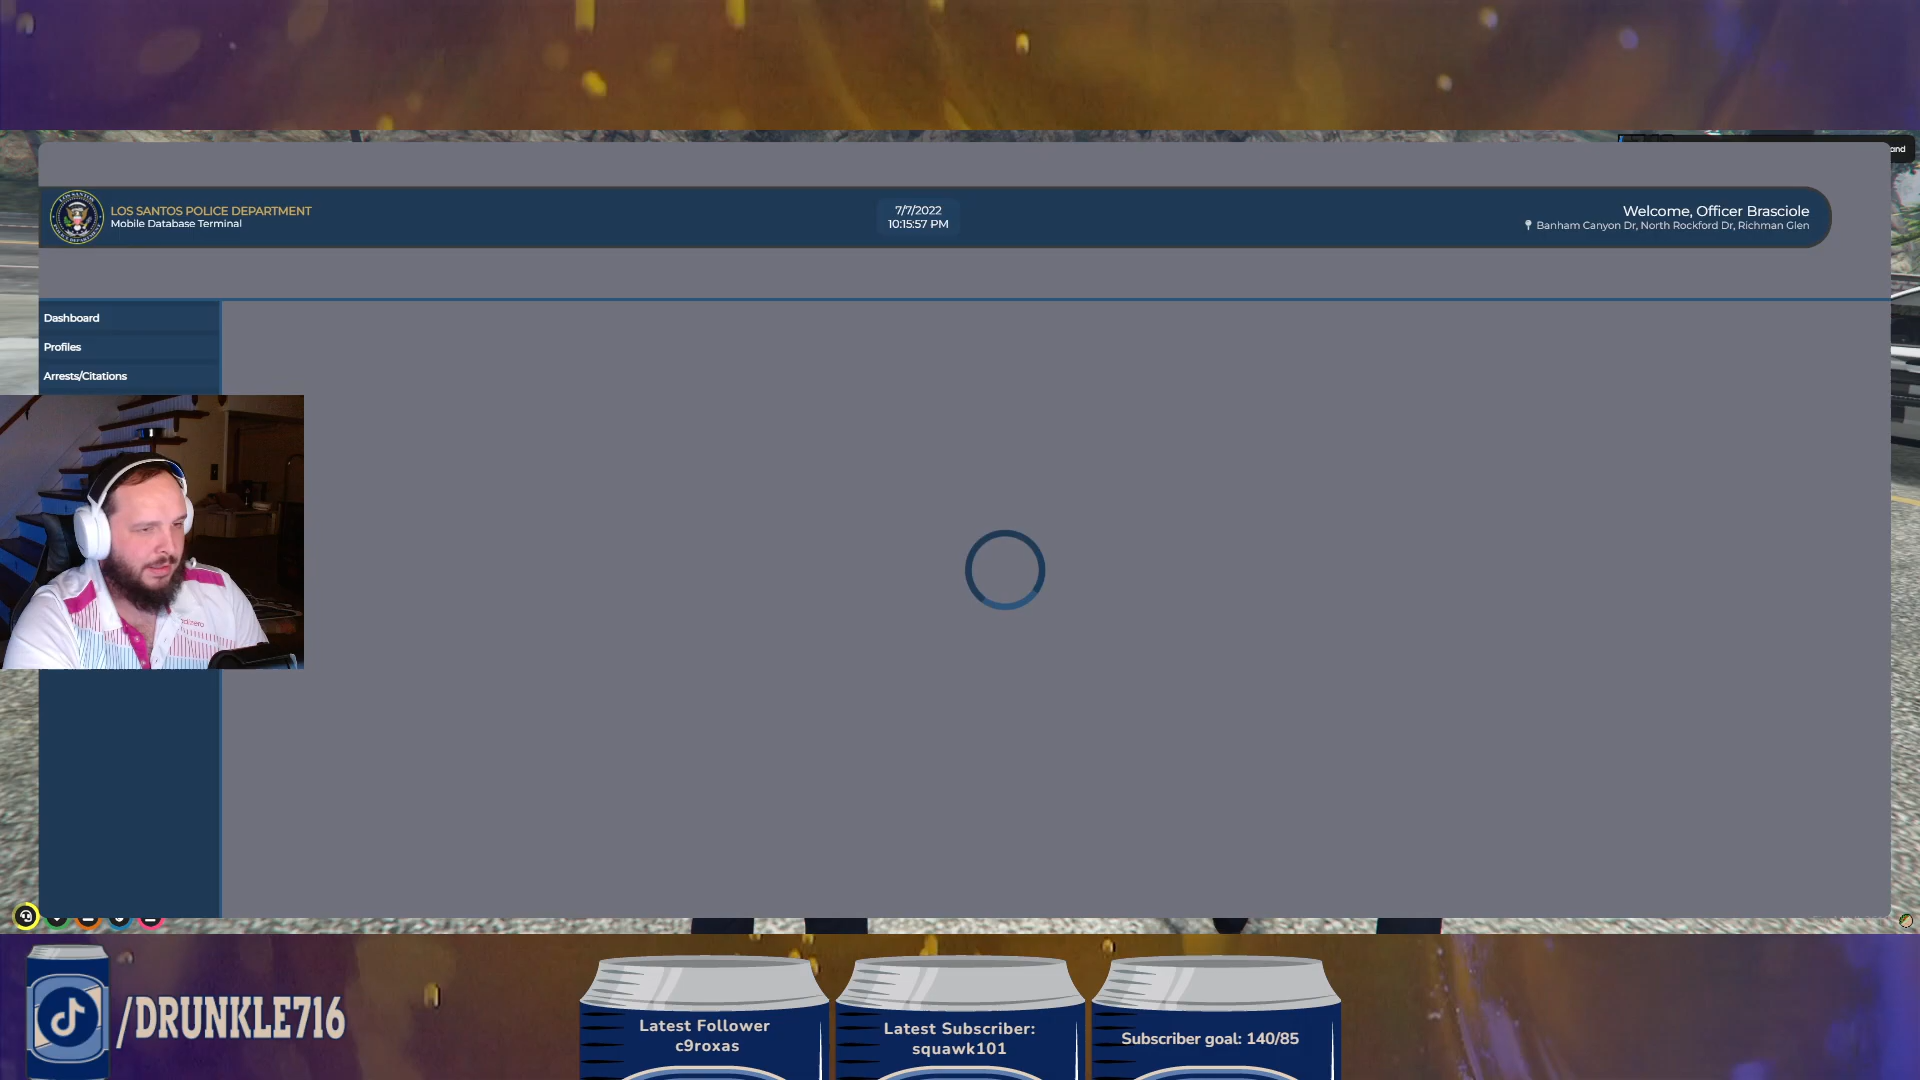 and
LOS SANTOS POLICE DEPARTMENT
Mobile Database Terminal
7/7/2022
10:15:57 PM
Welcome, Officer Brasciole
Banham Canyon Dr, North Rockford Dr, Richman Glen
Dashboard
Profiles
Arrests/Citations
/DRUNKLE716
Latest Follower
c9roxas
Latest Subscriber:
squawk101
Subscriber goal: 140/85